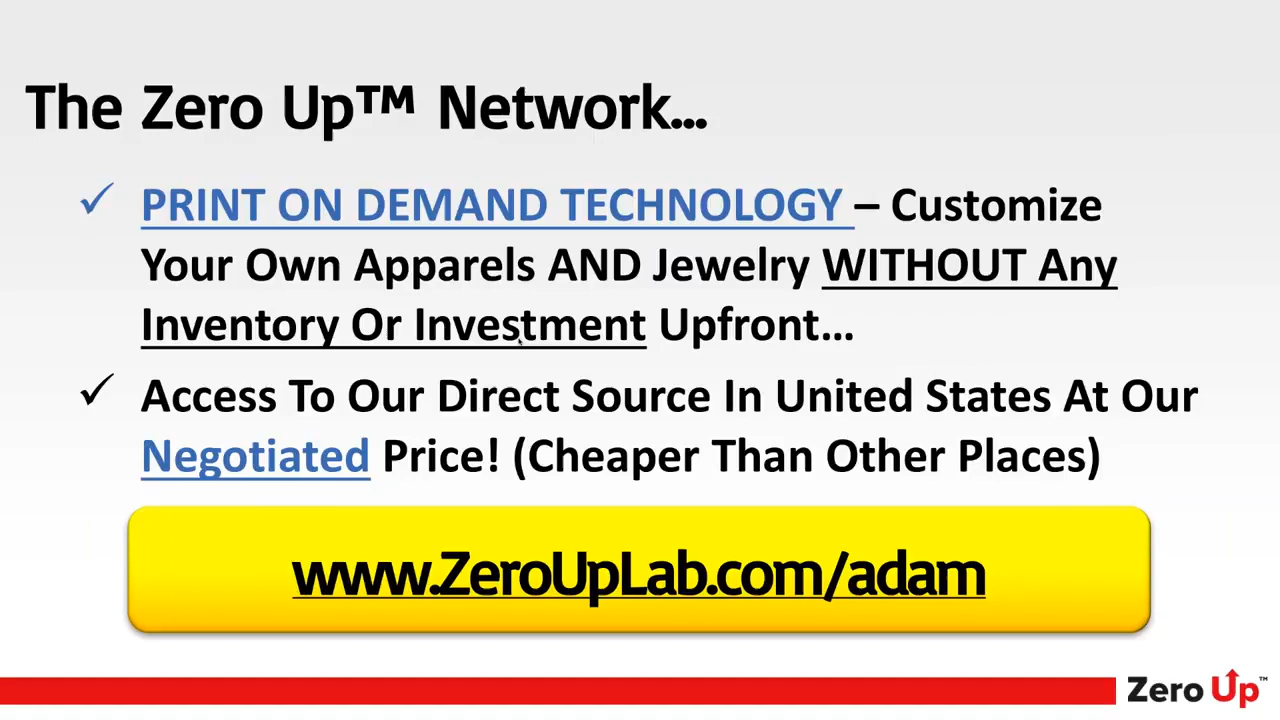 The Zero Up™ Network...
✓ PRINT ON DEMAND TECHNOLOGY – Customize
Your Own Apparels AND Jewelry WITHOUT Any
Inventory Or Investment Upfront...
✓ Access To Our Direct Source In United States At Our
Negotiated Price! (Cheaper Than Other Places)
www.ZeroUpLab.com/adam
Zero Up™